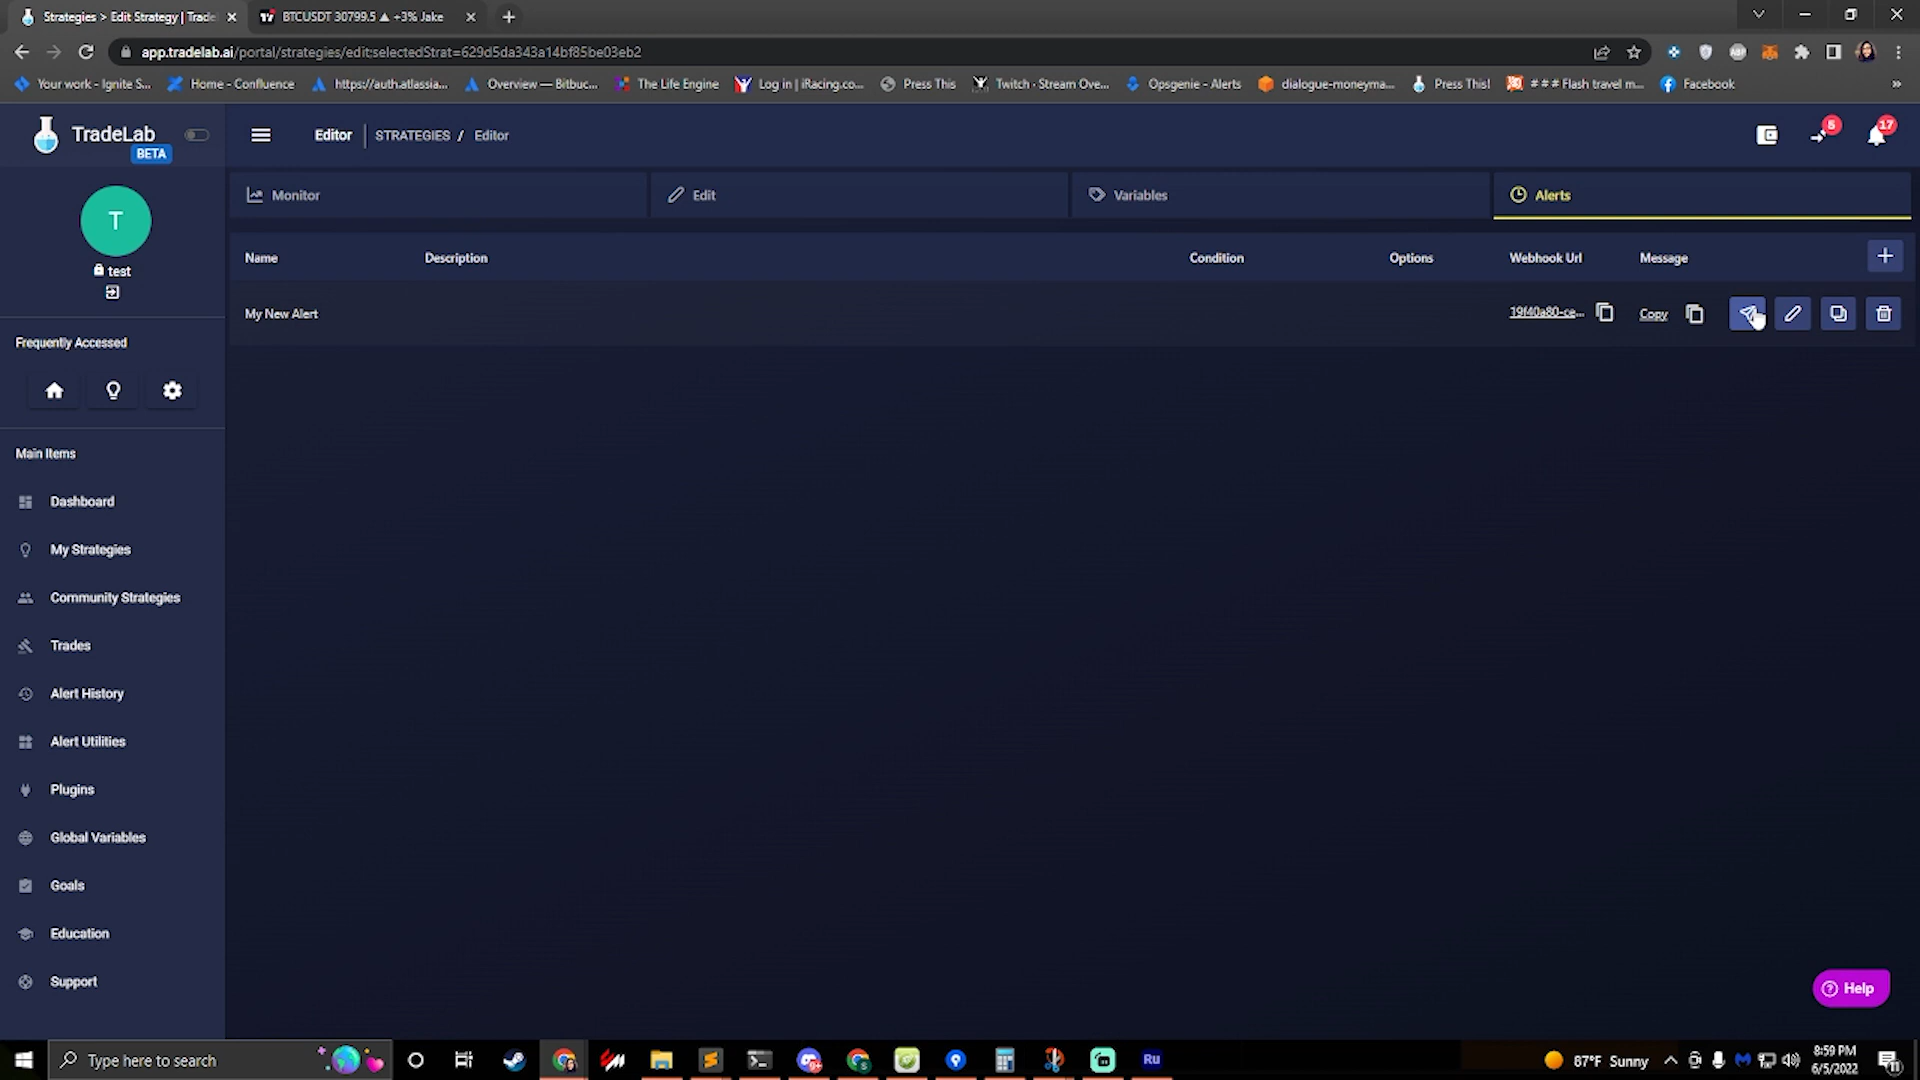 Strategies > Edit Strategy | Trade
BTCUSDT 30799.5 ▲ +3% Jake
app.tradelab.ai/portal/strategies/edit;selectedStrat=629d5da343a14bf85be03eb2
Your work - Ignite S...
Home - Confluence
https://auth.atlassia...
Overview — Bitbuc...
The Life Engine
Log in | iRacing.co...
Press This
Twitch - Stream Ove...
Opsgenie - Alerts
dialogue-moneyma...
Press This!
# # # Flash travel m...
Facebook
»
TradeLab
BETA
Editor
STRATEGIES / Editor
5
17
T
test
Monitor
Edit
Variables
Alerts
Name
Description
Condition
Options
Webhook Url
Message
My New Alert
19f40a80-ce...
Copy
Frequently Accessed
Main Items
Dashboard
My Strategies
Community Strategies
Trades
Alert History
Alert Utilities
Plugins
Global Variables
Goals
Education
Support
Help
Type here to search
Ru
87°F Sunny
8:59 PM
6/5/2022